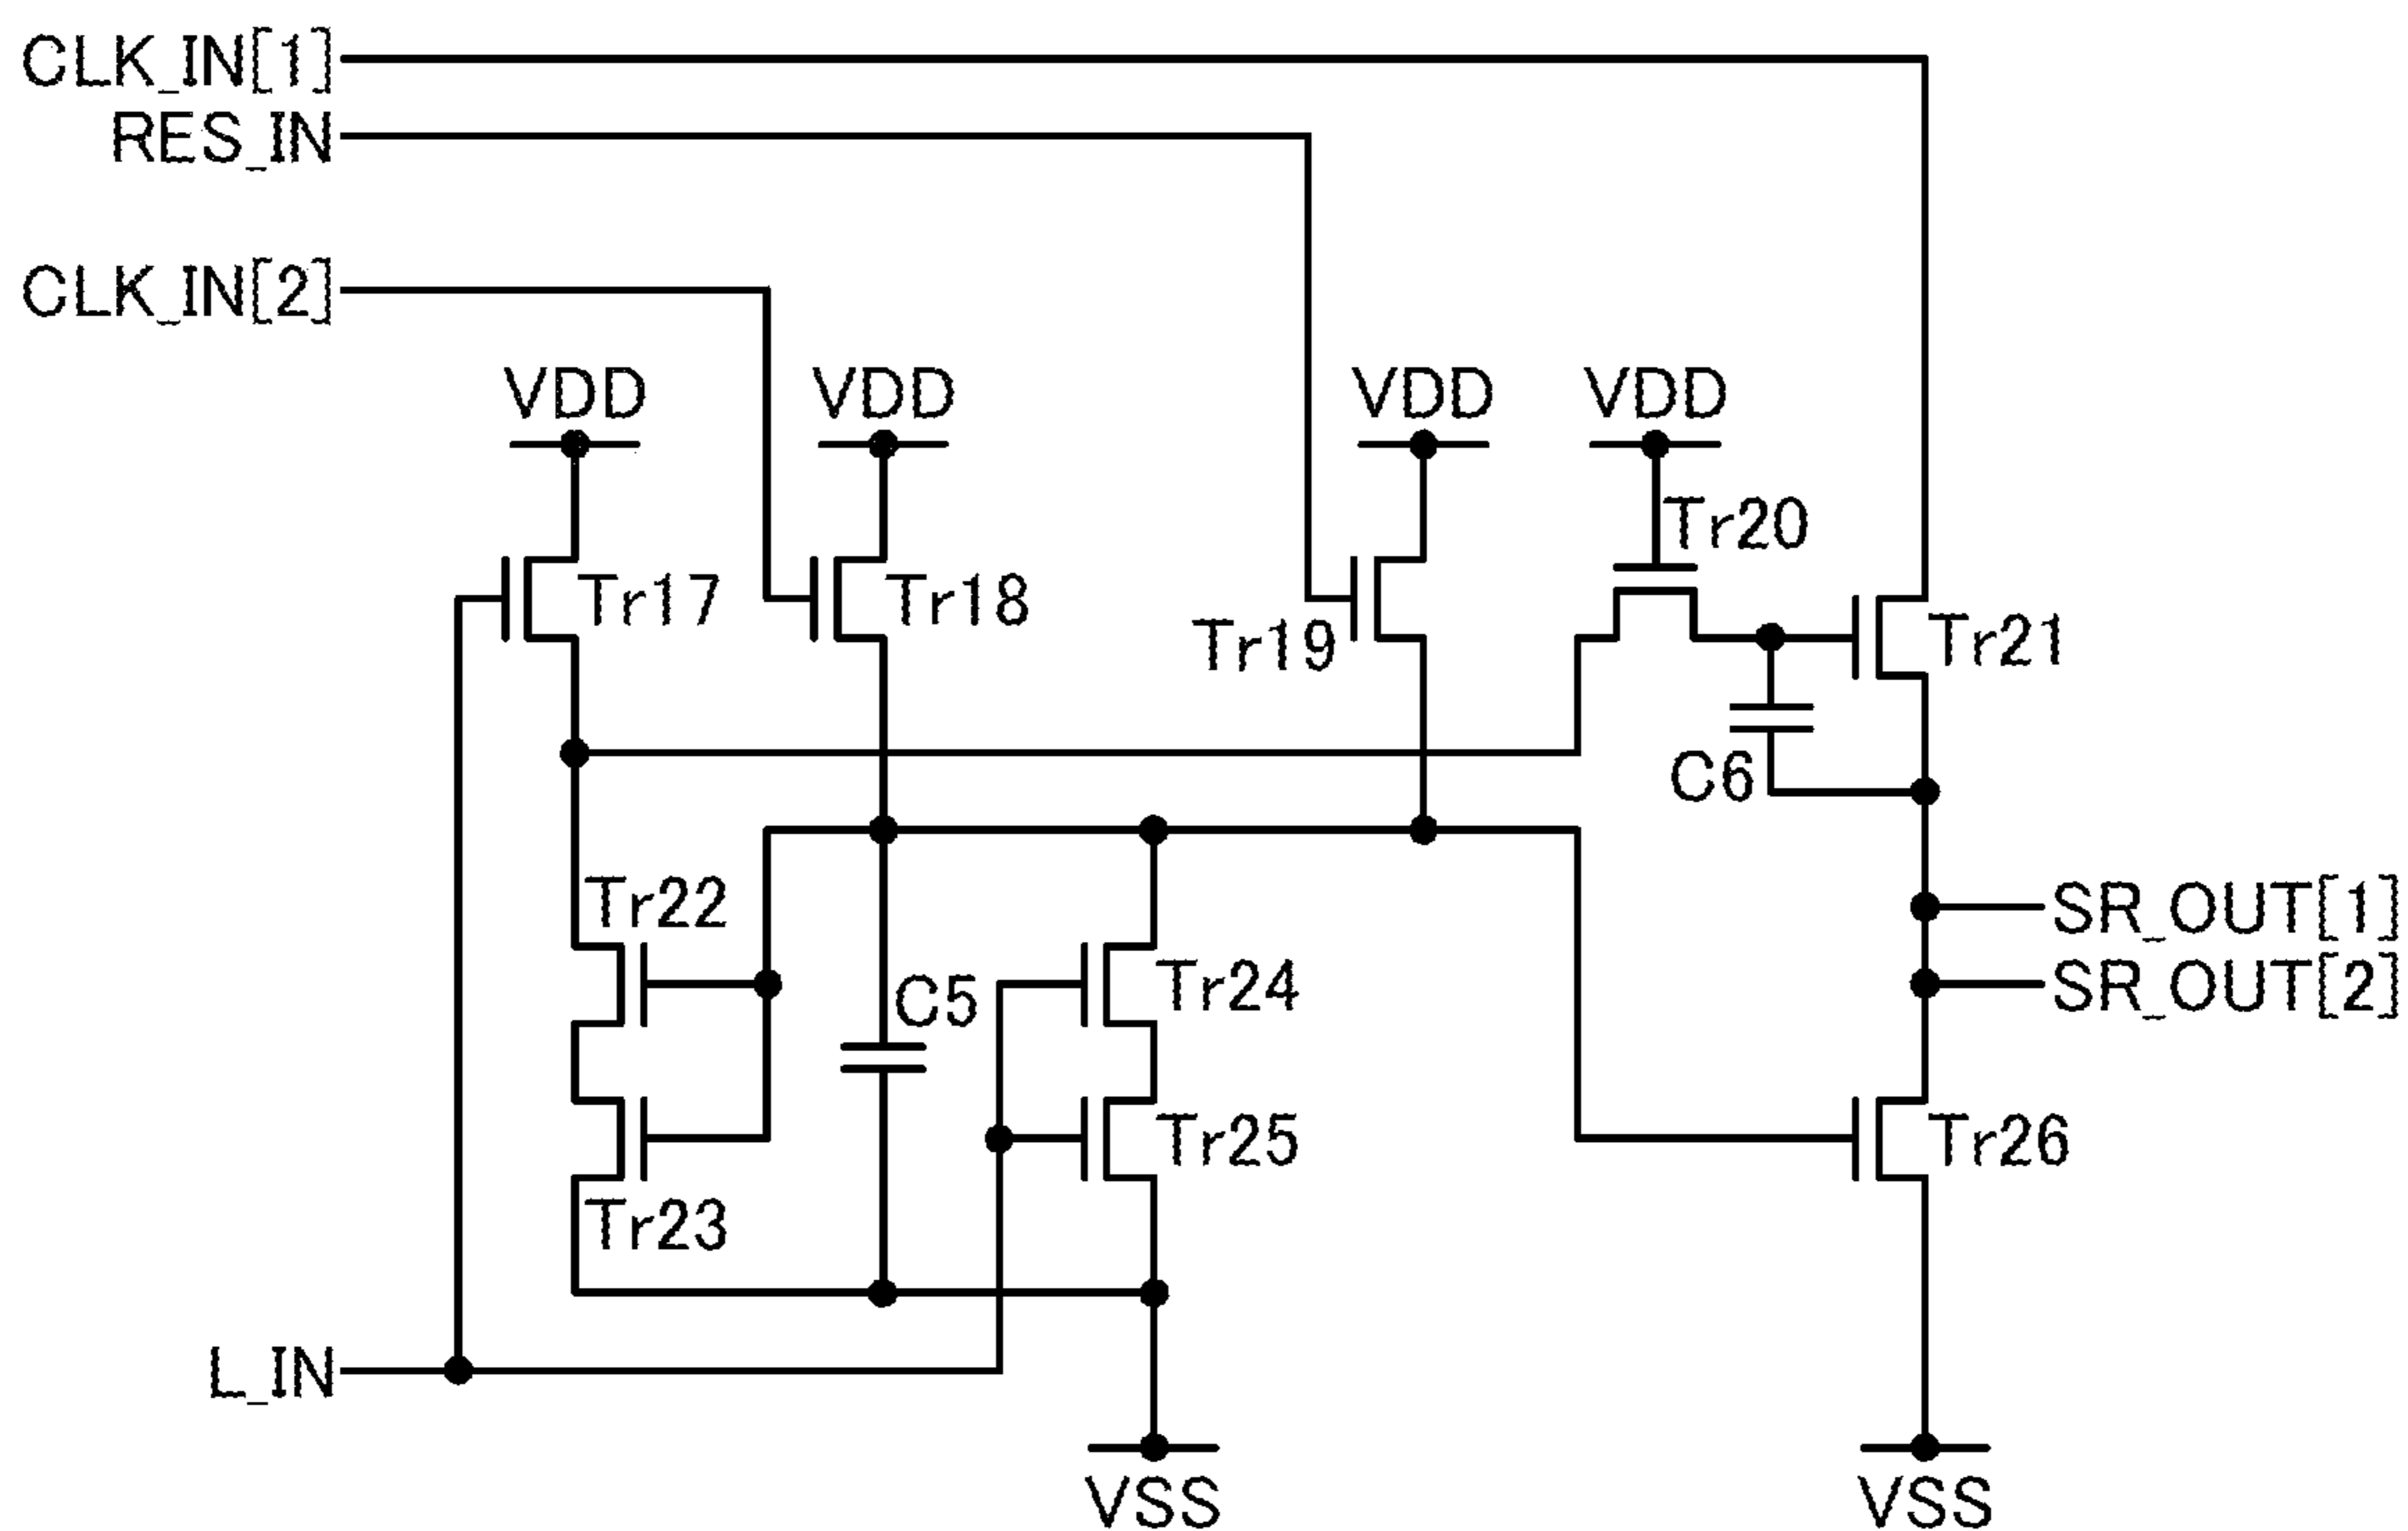 CLK_IN[1]
RES_IN
CLK_IN[2]
VDD
VDD
VDD
VDD
Tr20
Tr17
Tr18
Tr19
Tr21
C6
Tr22
SR_OUT[1]
C5
Tr24
SR_OUT[2]
Tr25
Tr26
Tr23
L_IN
VSS
VSS